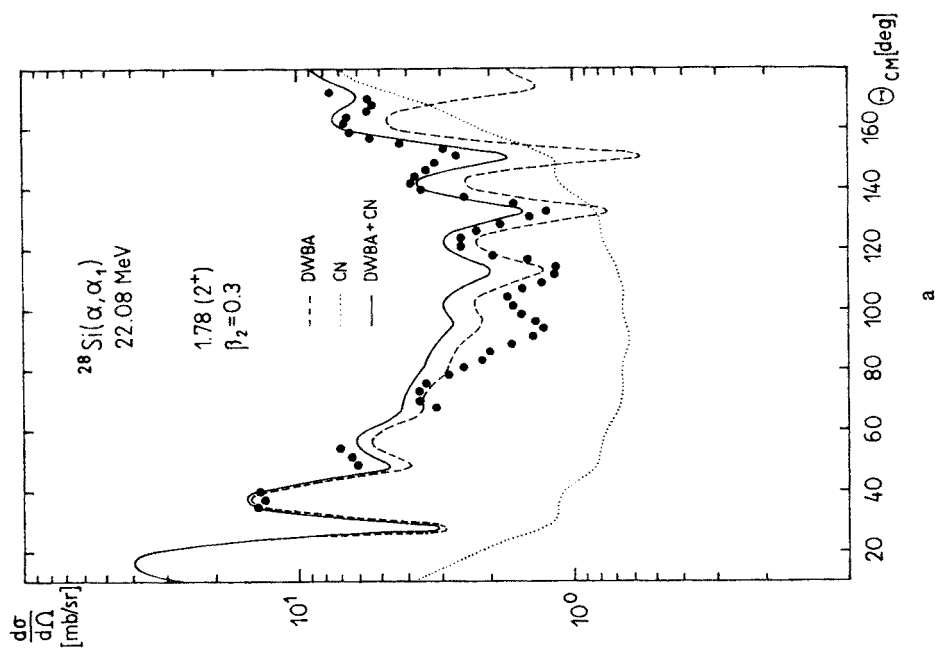 dσ
dΩ
[mb/sr]
10¹
10⁰
²⁸Si(α,α₁)
22.08 MeV
1.78 (2⁺)
β₂=0.3
DWBA
CN
DWBA + CN
20
40
60
80
100
120
140
160
Θ CM [deg]
a